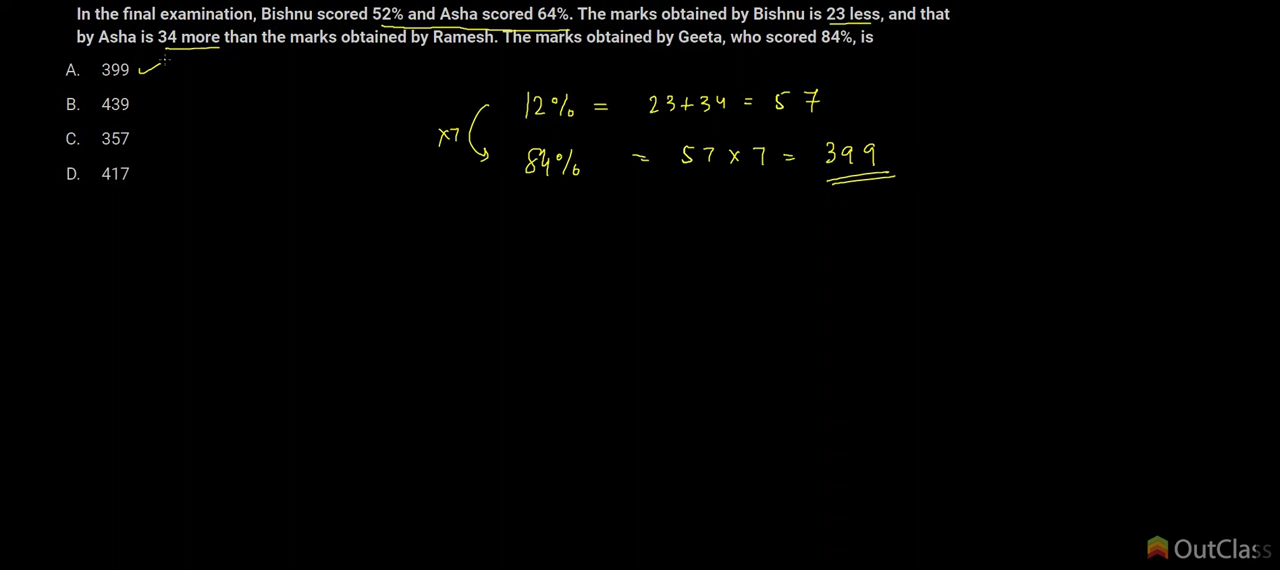 In the final examination, Bishnu scored 52% and Asha scored 64%. The marks obtained by Bishnu is 23 less, and that
by Asha is 34 more than the marks obtained by Ramesh. The marks obtained by Geeta, who scored 84%, is
A. 399
B. 439
C. 357
D. 417
12% = 23+34 = 57
×7
84% = 57 × 7 = 399
OutClass